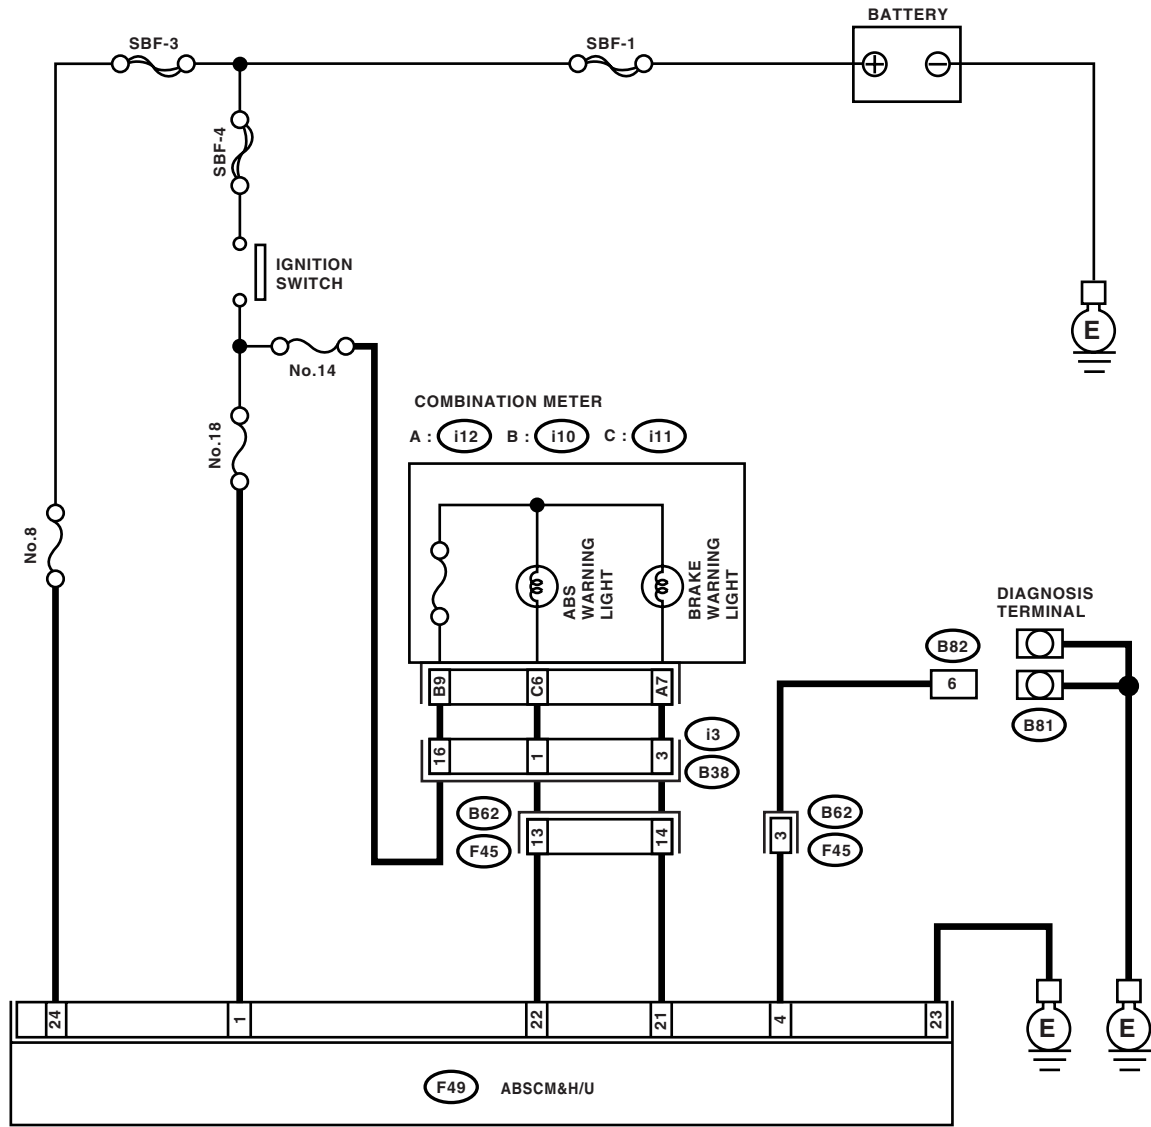 BATTERY
SBF-3
SBF-1
SBF-4
IGNITION
SWITCH
E
No.14
COMBINATION METER
A : i12 B : i10 C : i11
No.18
No.8
ABS
WARNING
LIGHT
BRAKE
WARNING
LIGHT
DIAGNOSIS
TERMINAL
B82
6
B81
B9 C6 A7
i3
16 1 3
B38
B62
13 14
F45
B62
3
F45
24 1 22 21 4 23
E E
F49 ABSCM&H/U